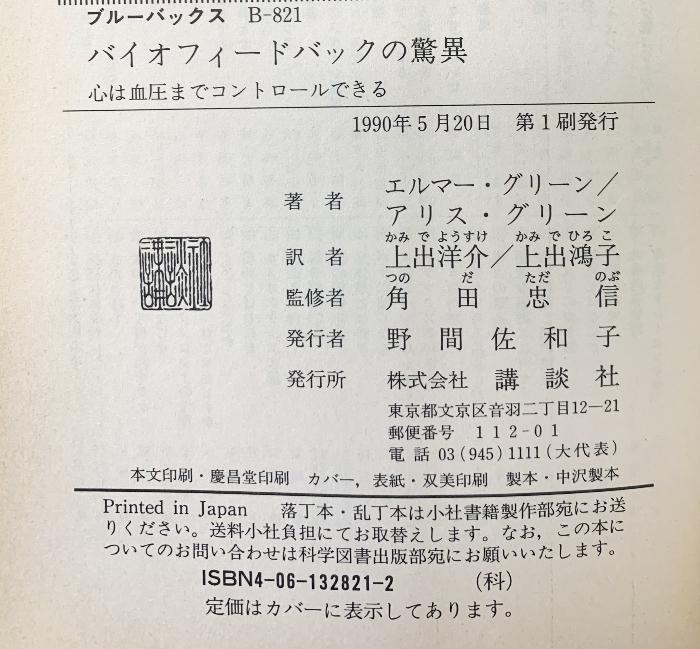 ブルーバックス B-821
バイオフィードバックの驚異
心は血圧までコントロールできる
1990年5月20日 第1刷発行
著者 エルマー・グリーン／
アリス・グリーン
かみで ようすけ かみで ひろこ
訳者 上出洋介／上出鴻子
つのだ ただのぶ
監修者 角田忠信
発行者 野間佐和子
発行所 株式会社 講談社
東京都文京区音羽二丁目12―21
郵便番号 112-01
電話 03(945)1111(大代表)
本文印刷・慶昌堂印刷 カバー，表紙・双美印刷 製本・中沢製本
Printed in Japan 落丁本・乱丁本は小社書籍製作部宛にお送
りください。送料小社負担にてお取替えします。なお，この本に
ついてのお問い合わせは科学図書出版部宛にお願いいたします。
ISBN4-06-132821-2 (科)
定価はカバーに表示してあります。